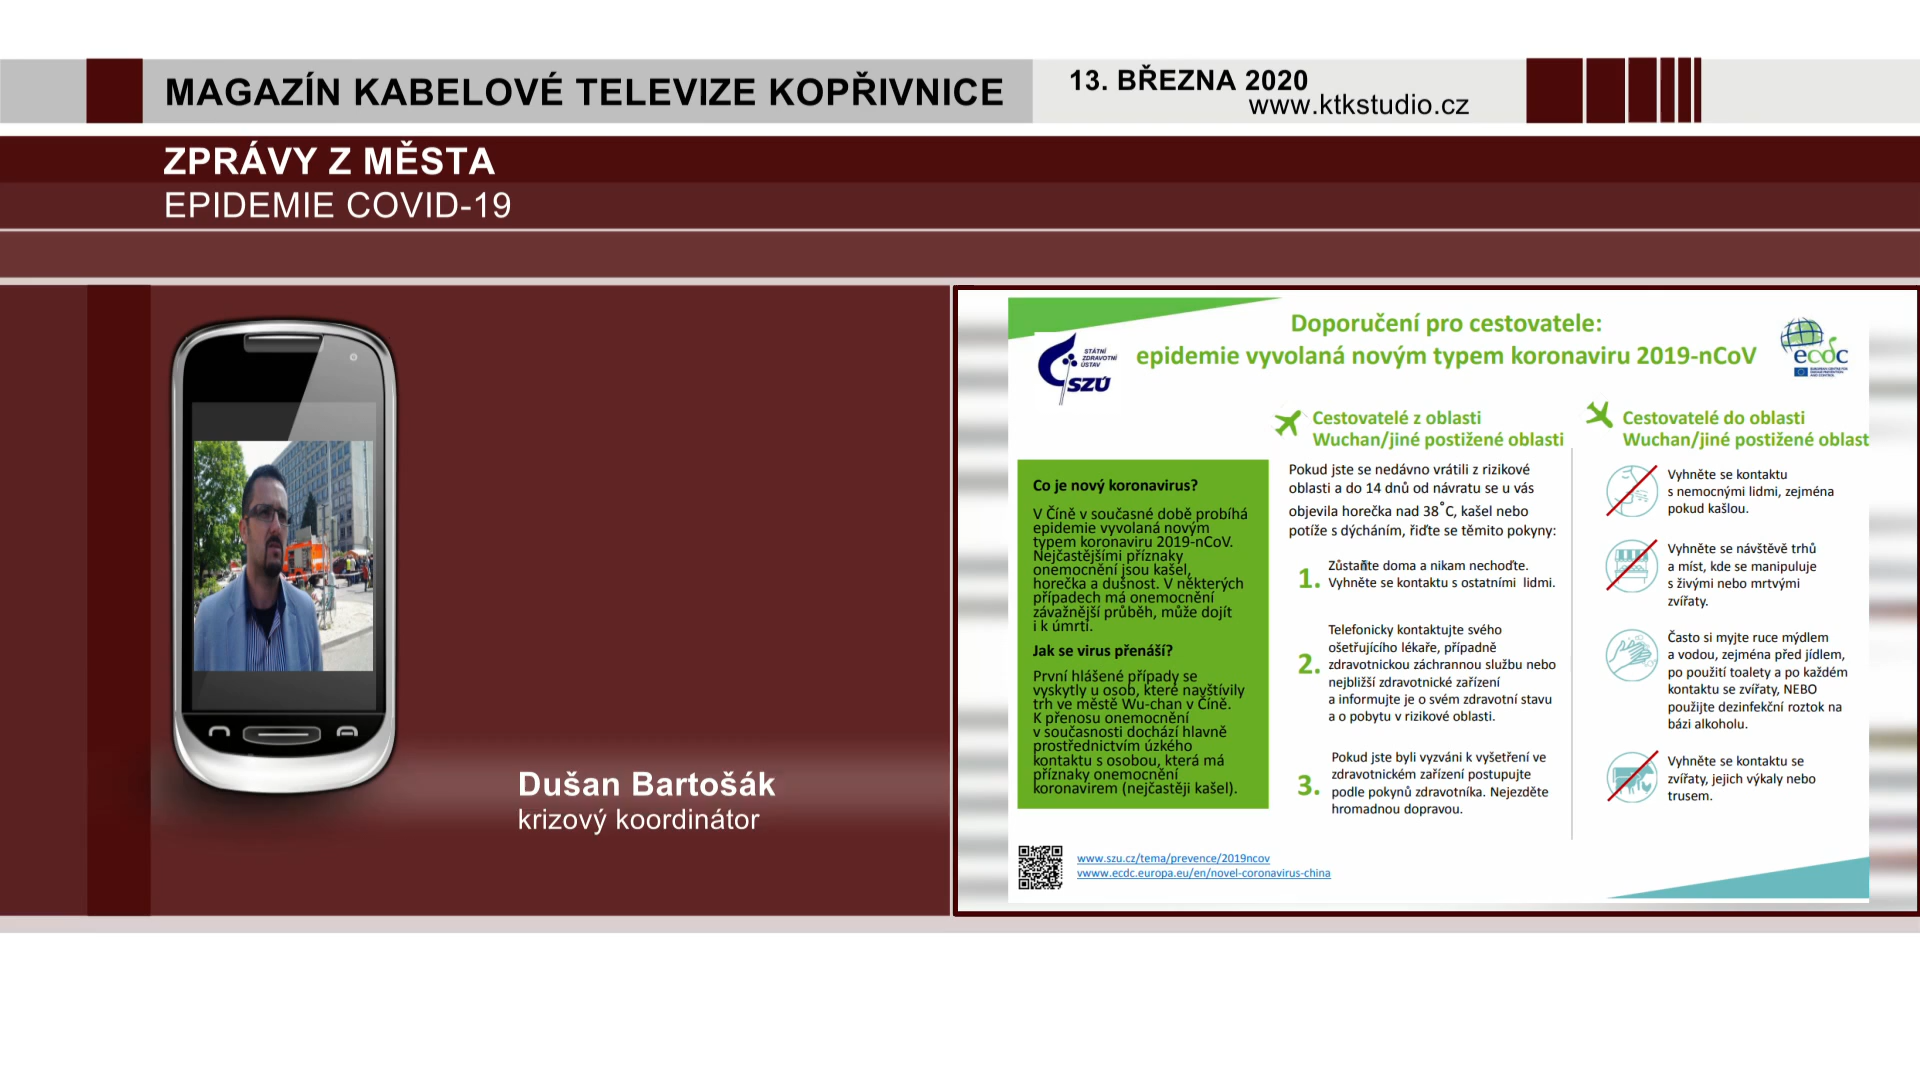 MAGAZÍN KABELOVÉ TELEVIZE KOPŘIVNICE
13. BŘEZNA 2020
www.ktkstudio.cz
ZPRÁVY Z MĚSTA
EPIDEMIE COVID-19
Dušan Bartošák
krizový koordinátor
STÁTNÍ
ZDRAVOTNÍ
ÚSTAV
SZÚ
Doporučení pro cestovatele:
epidemie vyvolaná novým typem koronaviru 2019-nCoV
ecdc
Co je nový koronavirus?
V Číně v současné době probíhá
epidemie vyvolaná novým
typem koronaviru 2019-nCoV.
Nejčastějšími příznaky
onemocnění jsou kašel,
horečka a dušnost. V některých
případech má onemocnění
závažnější průběh, může dojít
i k úmrtí.
Jak se virus přenáší?
První hlášené případy se
vyskytly u osob, které navštívily
trh ve městě Wu-chan v Číně.
K přenosu onemocnění
v současnosti dochází hlavně
prostřednictvím úzkého
kontaktu s osobou, která má
příznaky onemocnění
koronavirem (nejčastěji kašel).
Cestovatelé z oblasti
Wuchan/jiné postižené oblasti
Pokud jste se nedávno vrátili z rizikové
oblasti a do 14 dnů od návratu se u vás
objevila horečka nad 38°C, kašel nebo
potíže s dýcháním, řiďte se těmito pokyny:
1.
Zůstaňte doma a nikam nechoďte.
Vyhněte se kontaktu s ostatními lidmi.
2.
Telefonicky kontaktujte svého
ošetřujícího lékaře, případně
zdravotnickou záchrannou službu nebo
nejbližší zdravotnické zařízení
a informujte je o svém zdravotní stavu
a o pobytu v rizikové oblasti.
3.
Pokud jste byli vyzváni k vyšetření ve
zdravotnickém zařízení postupujte
podle pokynů zdravotníka. Nejezděte
hromadnou dopravou.
Cestovatelé do oblasti
Wuchan/jiné postižené oblast
Vyhněte se kontaktu
s nemocnými lidmi, zejména
pokud kašlou.
Vyhněte se návštěvě trhů
a míst, kde se manipuluje
s živými nebo mrtvými
zvířaty.
Často si myjte ruce mýdlem
a vodou, zejména před jídlem,
po použití toalety a po každém
kontaktu se zvířaty, NEBO
použijte dezinfekční roztok na
bázi alkoholu.
Vyhněte se kontaktu se
zvířaty, jejich výkaly nebo
trusem.
www.szu.cz/tema/prevence/2019ncov
vwww.ecdc.europa.eu/en/novel-coronavirus-china